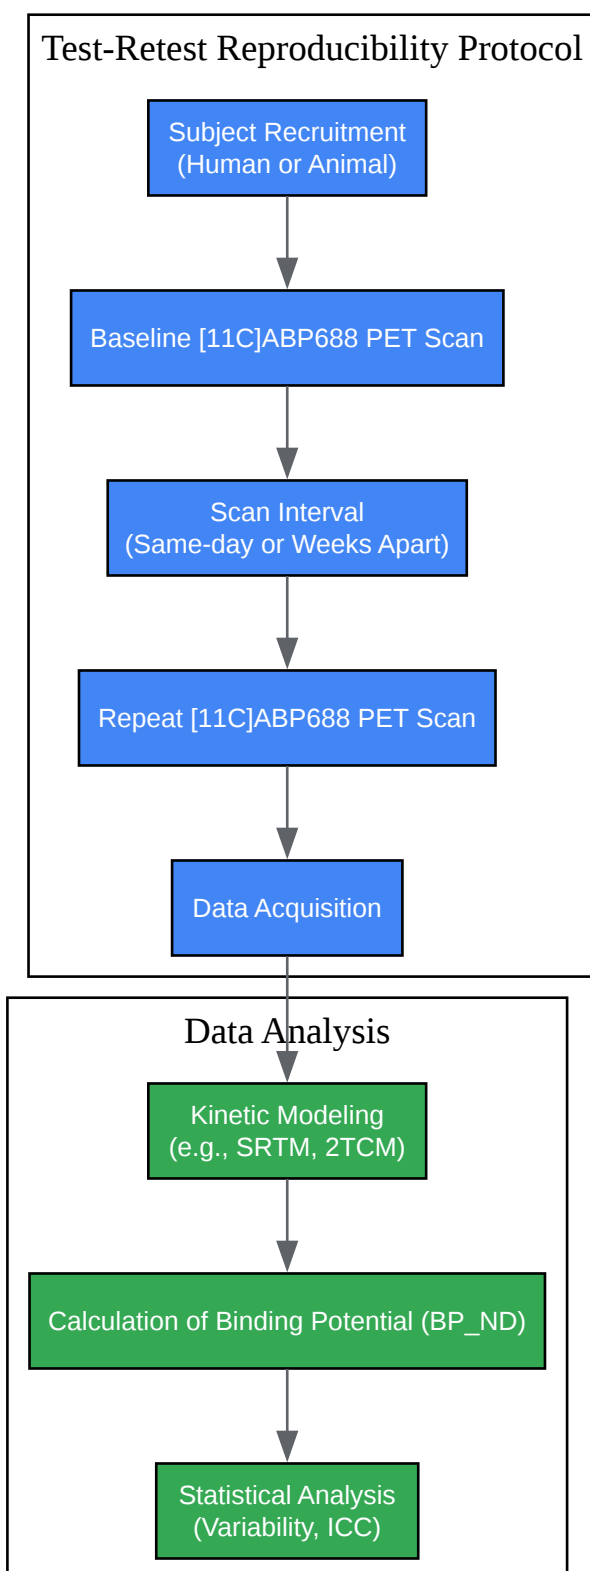 Test-Retest Reproducibility Protocol
Subject Recruitment
(Human or Animal)
Baseline [11C]ABP688 PET Scan
Scan Interval
(Same-day or Weeks Apart)
Repeat [11C]ABP688 PET Scan
Data Acquisition
Data Analysis
Kinetic Modeling
(e.g., SRTM, 2TCM)
Calculation of Binding Potential (BP_ND)
Statistical Analysis
(Variability, ICC)